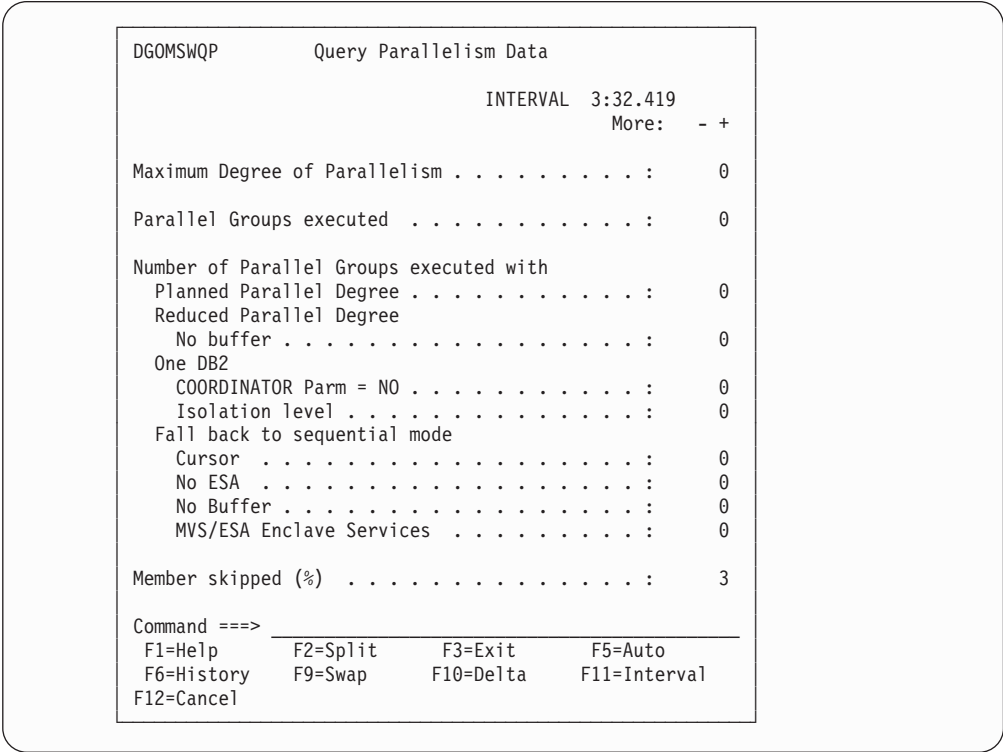 DGOMSWQP Query Parallelism Data
INTERVAL 3:32.419
More: - +
Maximum Degree of Parallelism . . . . . . . . . : 0
Parallel Groups executed . . . . . . . . . . . : 0
Number of Parallel Groups executed with
Planned Parallel Degree . . . . . . . . . . . : 0
Reduced Parallel Degree
No buffer . . . . . . . . . . . . . . . . . : 0
One DB2
COORDINATOR Parm = NO . . . . . . . . . . . : 0
Isolation level . . . . . . . . . . . . . . : 0
Fall back to sequential mode
Cursor . . . . . . . . . . . . . . . . . . : 0
No ESA . . . . . . . . . . . . . . . . . . : 0
No Buffer . . . . . . . . . . . . . . . . . : 0
MVS/ESA Enclave Services . . . . . . . . . : 0
Member skipped (%) . . . . . . . . . . . . . . : 3
Command ===> 
F1=Help F2=Split F3=Exit F5=Auto
F6=History F9=Swap F10=Delta F11=Interval
F12=Cancel